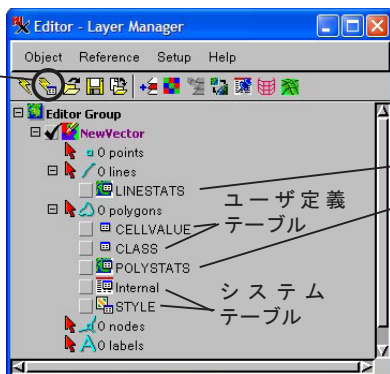 Editor - Layer Manager
Object Reference Setup Help
Editor Group
NewVector
0 points
0 lines
LINESTATS
0 polygons
CELLVALUE
CLASS
POLYSTATS
Internal
STYLE
0 nodes
0 labels
ユーザ定義
テーブル
システム
テーブル